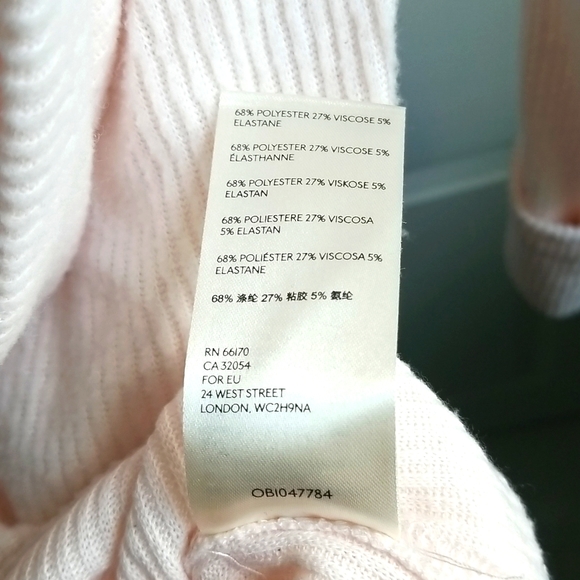 68% POLYESTER 27% VISCOSE 5%
ELASTANE
68% POLYESTER 27% VISCOSE 5%
ÉLASTHANNE
68% POLYESTER 27% VISKOSE 5%
ELASTAN
68% POLIESTERE 27% VISCOSA
5% ELASTAN
68% POLIÉSTER 27% VISCOSA 5%
ELASTANE
68% 涤纶 27% 粘胶 5% 氨纶
RN 66170
CA 32054
FOR EU
24 WEST STREET
LONDON, WC2H9NA
OB1047784